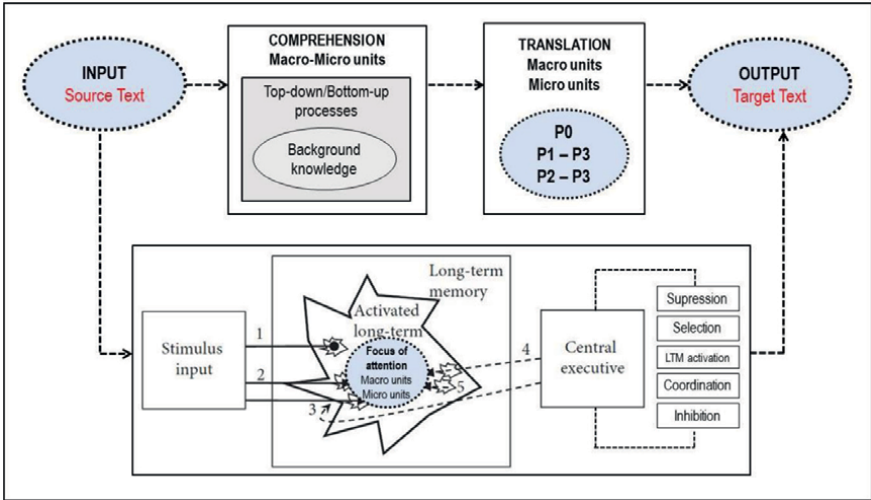 INPUT
Source Text
COMPREHENSION
Macro-Micro units
Top-down/Bottom-up
processes
Background
knowledge
TRANSLATION
Macro units
Micro units
P0
P1 – P3
P2 – P3
OUTPUT
Target Text
Stimulus
input
1
2
3
Long-term
memory
Activated
long-term
Focus of
attention
Macro units
Micro units
4
5
Central
executive
Supression
Selection
LTM activation
Coordination
Inhibition